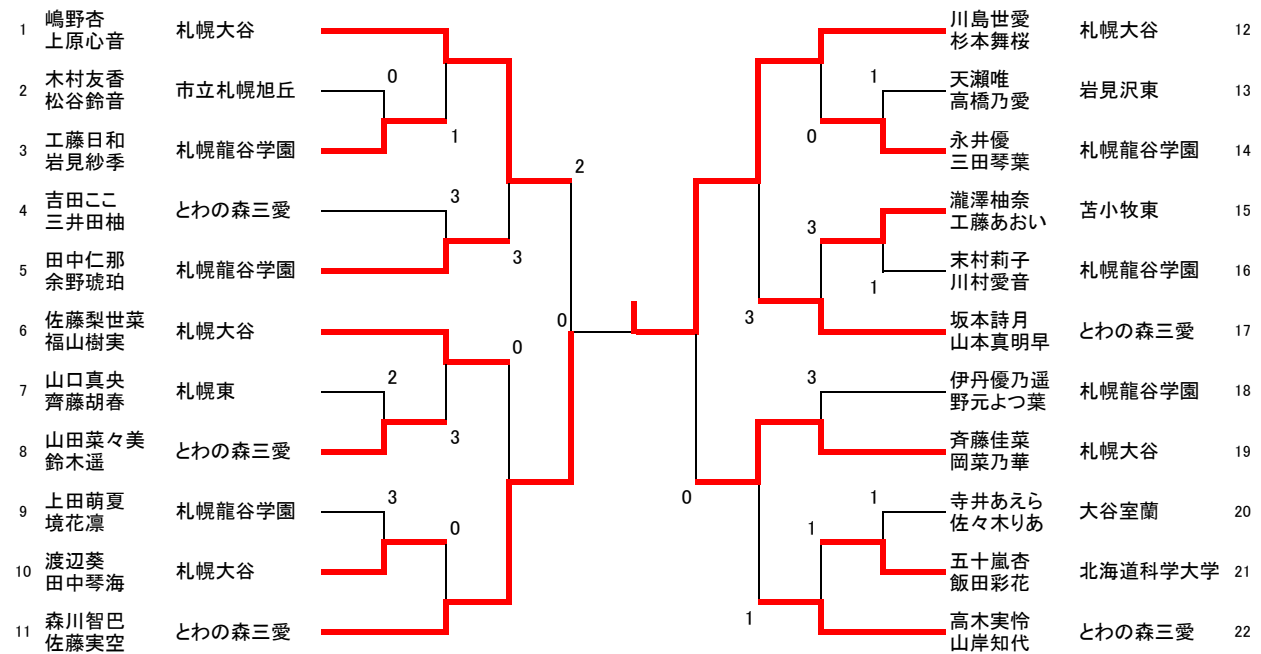 1 嶋野杏 上原心音 札幌大谷
0
2 木村友香 松谷鈴音 市立札幌旭丘
1
3 工藤日和 岩見紗季 札幌龍谷学園
2
4 吉田ここ 三井田柚 とわの森三愛
3
3
5 田中仁那 余野琥珀 札幌龍谷学園
0
6 佐藤梨世菜 福山樹実 札幌大谷
0
7 山口真央 齊藤胡春 札幌東
2
3
8 山田菜々美 鈴木遥 とわの森三愛
9 上田萌夏 境花凛 札幌龍谷学園
3
0
10 渡辺葵 田中琴海 札幌大谷
11 森川智巴 佐藤実空 とわの森三愛
川島世愛 杉本舞桜 札幌大谷 12
1
天瀬唯 高橋乃愛 岩見沢東 13
0
永井優 三田琴葉 札幌龍谷学園 14
瀧澤柚奈 工藤あおい 苫小牧東 15
3
末村莉子 川村愛音 札幌龍谷学園 16
1
3
坂本詩月 山本真明早 とわの森三愛 17
3
伊丹優乃遥 野元よつ葉 札幌龍谷学園 18
斉藤佳菜 岡菜乃華 札幌大谷 19
0
1
寺井あえら 佐々木りあ 大谷室蘭 20
1
五十嵐杏 飯田彩花 北海道科学大学 21
1
高木実怜 山岸知代 とわの森三愛 22